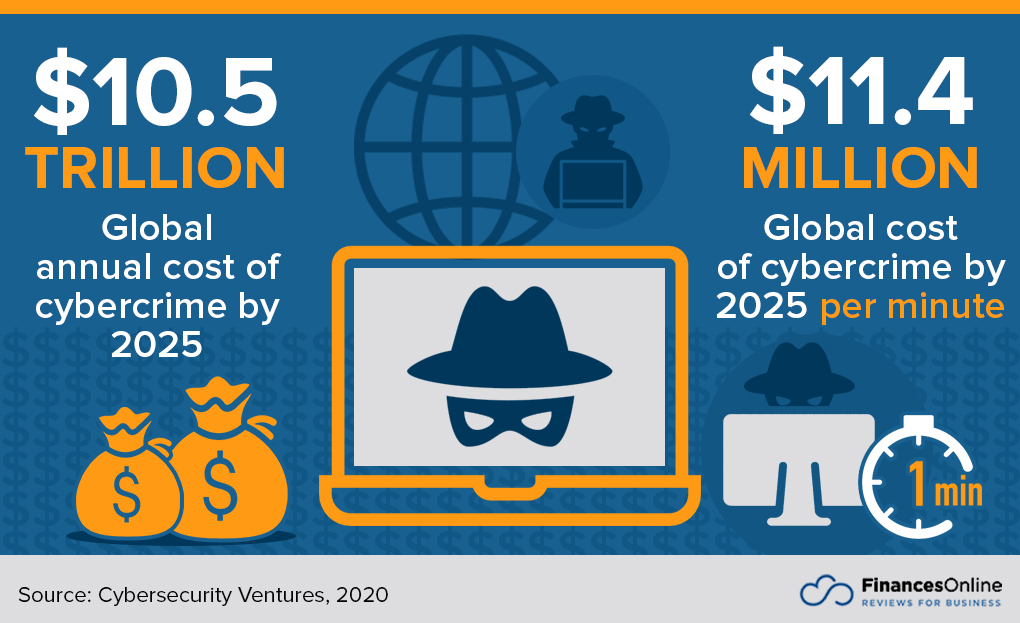 $10.5
TRILLION
Global
annual cost of
cybercrime by
2025
$ $
$11.4
MILLION
Global cost
of cybercrime by
2025 per minute
1 min
Source: Cybersecurity Ventures, 2020
FinancesOnline
REVIEWS FOR BUSINESS